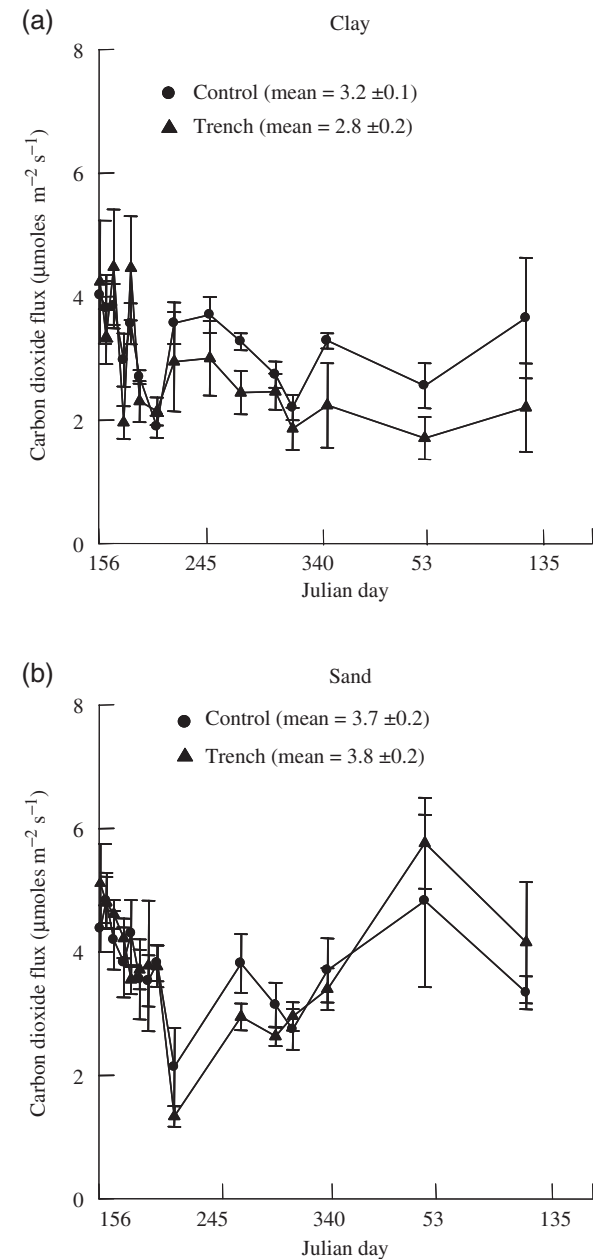 (a)
Clay
8
Control (mean = 3.2 ±0.1)
Trench (mean = 2.8 ±0.2)
6
Carbon dioxide flux (μmoles m−2 s−1)
4
2
0
156 245 340 53 135
Julian day
(b)
Sand
8
Control (mean = 3.7 ±0.2)
Trench (mean = 3.8 ±0.2)
6
Carbon dioxide flux (μmoles m−2 s−1)
4
2
0
156 245 340 53 135
Julian day